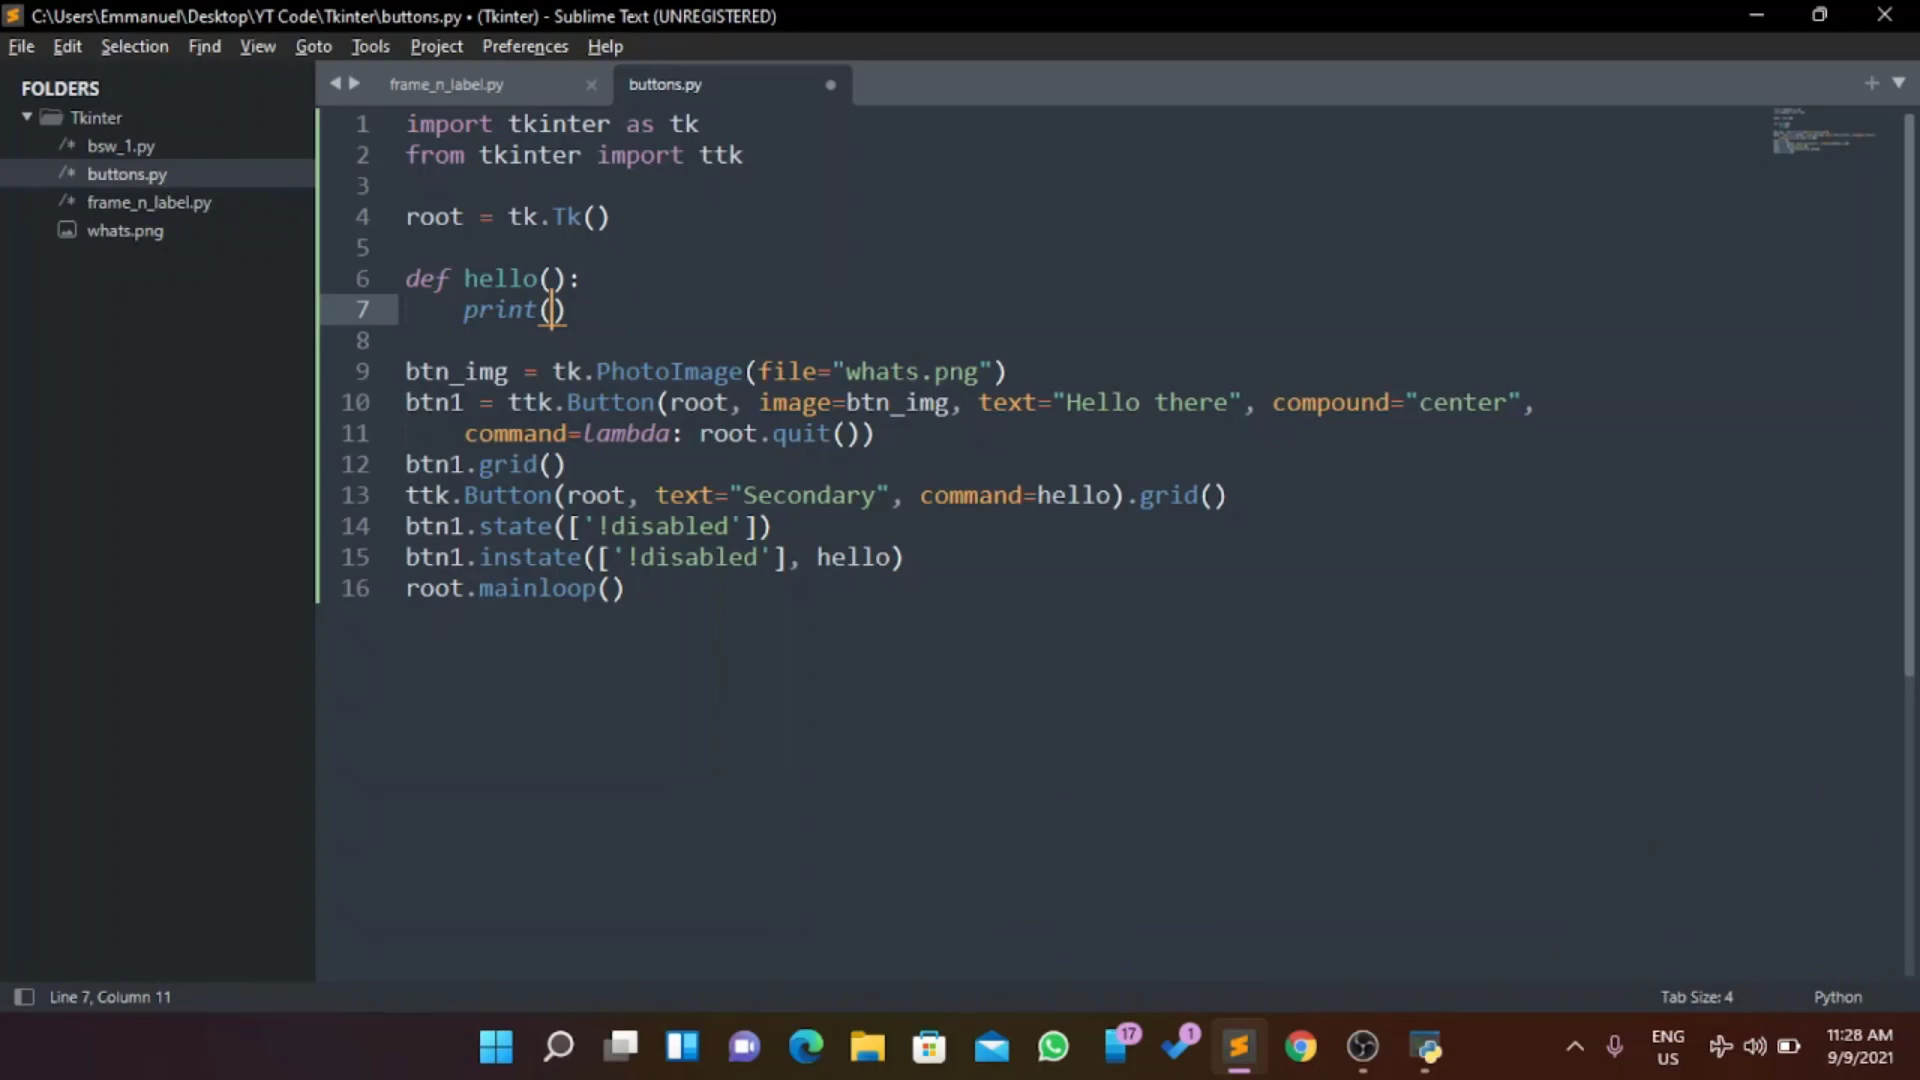 C:\Users\Emmanuel\Desktop\YT Code\Tkinter\buttons.py • (Tkinter) - Sublime Text (UNREGISTERED)
File Edit Selection Find View Goto Tools Project Preferences Help
FOLDERS
Tkinter
/* bsw_1.py
/* buttons.py
/* frame_n_label.py
whats.png
frame_n_label.py
buttons.py
1 import tkinter as tk
2 from tkinter import ttk
3
4 root = tk.Tk()
5
6 def hello():
7 print()
8
9 btn_img = tk.PhotoImage(file="whats.png")
10 btn1 = ttk.Button(root, image=btn_img, text="Hello there", compound="center",
11 command=lambda: root.quit())
12 btn1.grid()
13 ttk.Button(root, text="Secondary", command=hello).grid()
14 btn1.state(['!disabled'])
15 btn1.instate(['!disabled'], hello)
16 root.mainloop()
Line 7, Column 11
Tab Size: 4
Python
17
1
ENG
US
11:28 AM
9/9/2021